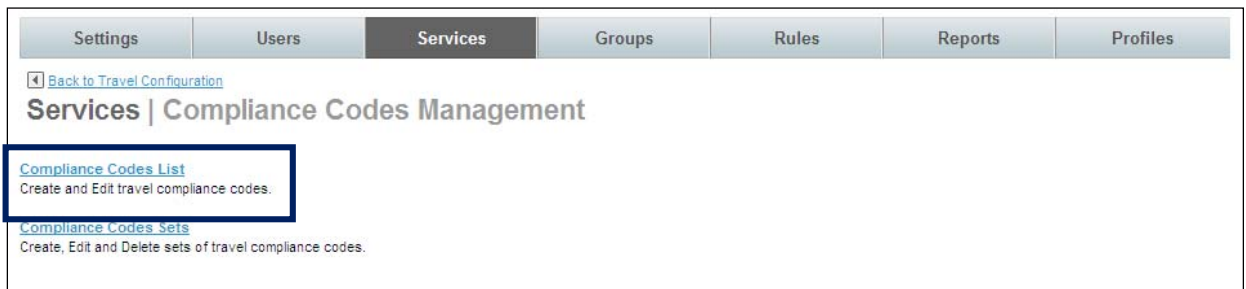 Settings Users Services Groups Rules Reports Profiles
Back to Travel Configuration
Services | Compliance Codes Management
Compliance Codes List
Create and Edit travel compliance codes.
Compliance Codes Sets
Create, Edit and Delete sets of travel compliance codes.